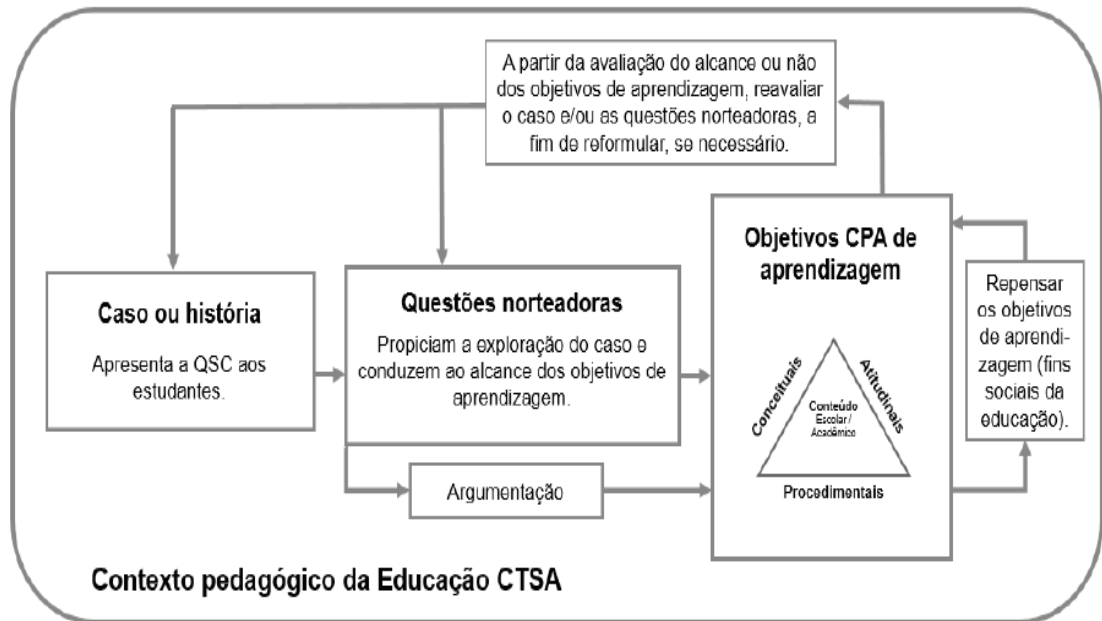 A partir da avaliação do alcance ou não
dos objetivos de aprendizagem, reavaliar
o caso e/ou as questões norteadoras, a
fim de reformular, se necessário.
Caso ou história
Apresenta a QSC aos
estudantes.
Questões norteadoras
Propiciam a exploração do caso e
conduzem ao alcance dos objetivos de
aprendizagem.
Argumentação
Objetivos CPA de
aprendizagem
Conceituais
Atitudinais
Conteúdo
Escolar /
Acadêmico
Procedimentais
Repensar
os objetivos
de aprendi-
zagem (fins
sociais da
educação).
Contexto pedagógico da Educação CTSA